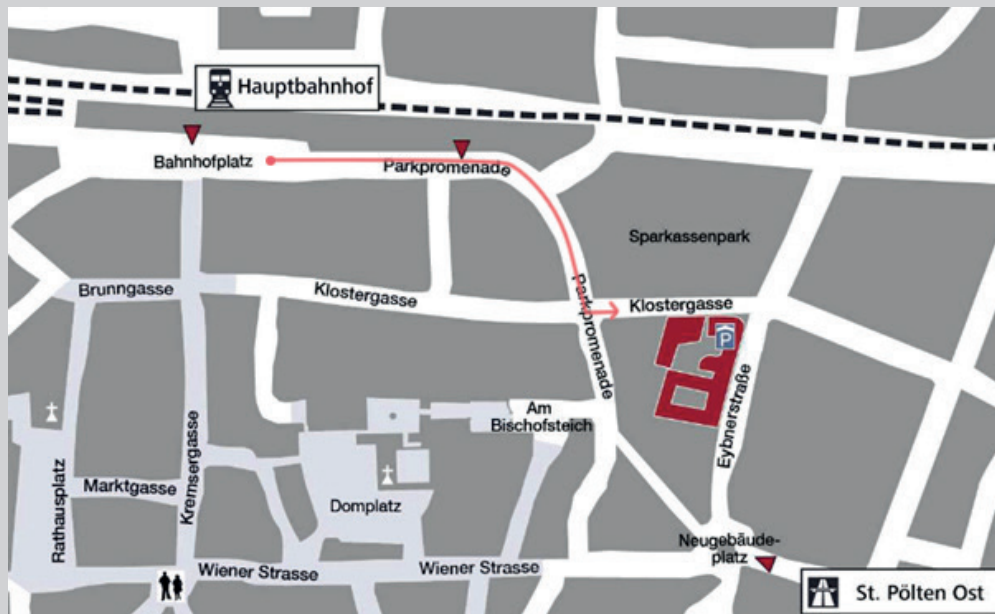 Hauptbahnhof
Bahnhofplatz
Parkpromenade
Sparkassenpark
Brunngasse
Klostergasse
Parkpromenade
Klostergasse
P
Am
Bischofsteich
Eybnerstraße
Rathausplatz
Marktgasse
Kremsergasse
Domplatz
Neugebäude-
platz
Wiener Strasse
Wiener Strasse
St. Pölten Ost